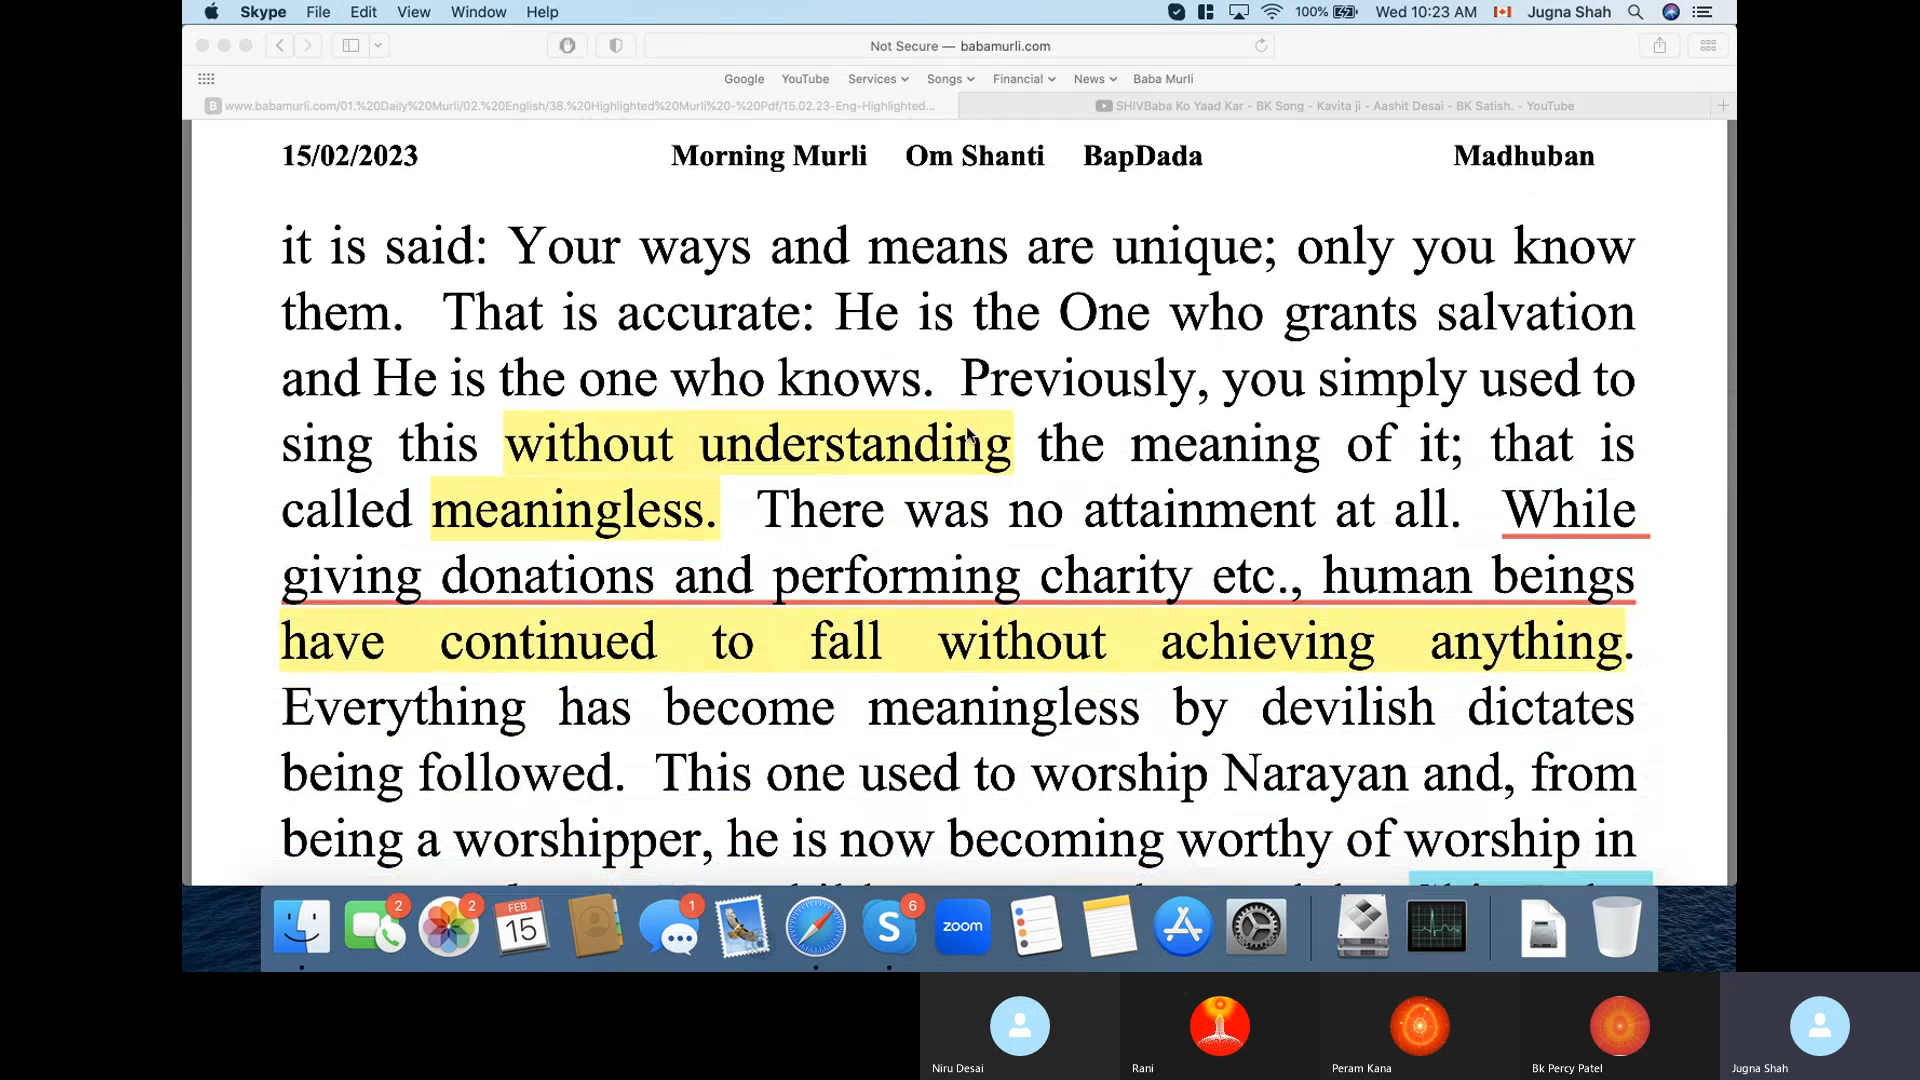 Skype File Edit View Window Help 100% Wed 10:23 AM Jugna Shah
Not Secure — babamurli.com
Google YouTube Services Songs Financial News Baba Murli
B www.babamurli.com/01.%20Daily%20Murli/02.%20English/38.%20Highlighted%20Murli%20-%20Pdf/15.02.23-Eng-Highlighted... SHIVBaba Ko Yaad Kar - BK Song - Kavita ji - Aashit Desai - BK Satish. - YouTube
15/02/2023 Morning Murli Om Shanti BapDada Madhuban
it is said: Your ways and means are unique; only you know
them. That is accurate: He is the One who grants salvation
and He is the one who knows. Previously, you simply used to
sing this without understanding the meaning of it; that is
called meaningless. There was no attainment at all. While
giving donations and performing charity etc., human beings
have continued to fall without achieving anything.
Everything has become meaningless by devilish dictates
being followed. This one used to worship Narayan and, from
being a worshipper, he is now becoming worthy of worship in
2 2 FEB 15 1 S 6 zoom
Niru Desai Rani Peram Kana Bk Percy Patel Jugna Shah